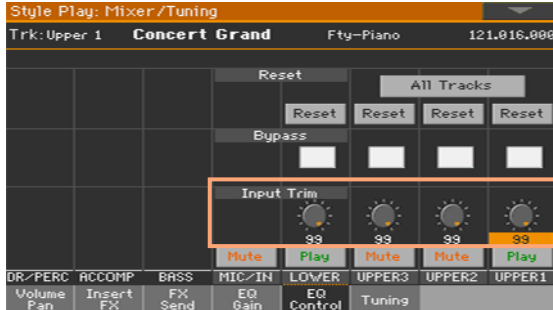 Style Play: Mixer/Tuning
Trk:Upper 1 Concert Grand Fty-Piano 121.016.000
Reset
All Tracks
Reset Reset Reset Reset
Bypass
Input Trim
99 99 99 99
Mute Play Mute Mute Play
DR/PERC ACCOMP BASS MIC/IN LOWER UPPER3 UPPER2 UPPER1
Volume Insert FX EQ EQ Tuning
Pan FX Send Gain Control